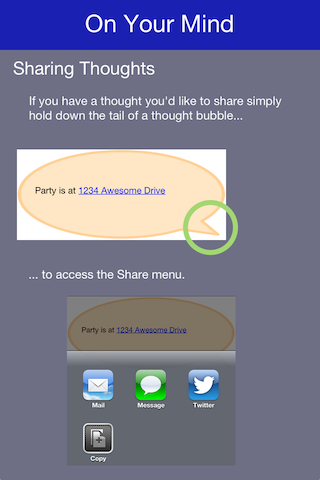 On Your Mind
Sharing Thoughts
If you have a thought you'd like to share simply
hold down the tail of a thought bubble...
Party is at 1234 Awesome Drive
... to access the Share menu.
Party is at 1234 Awesome Drive
Mail Message Twitter
Copy